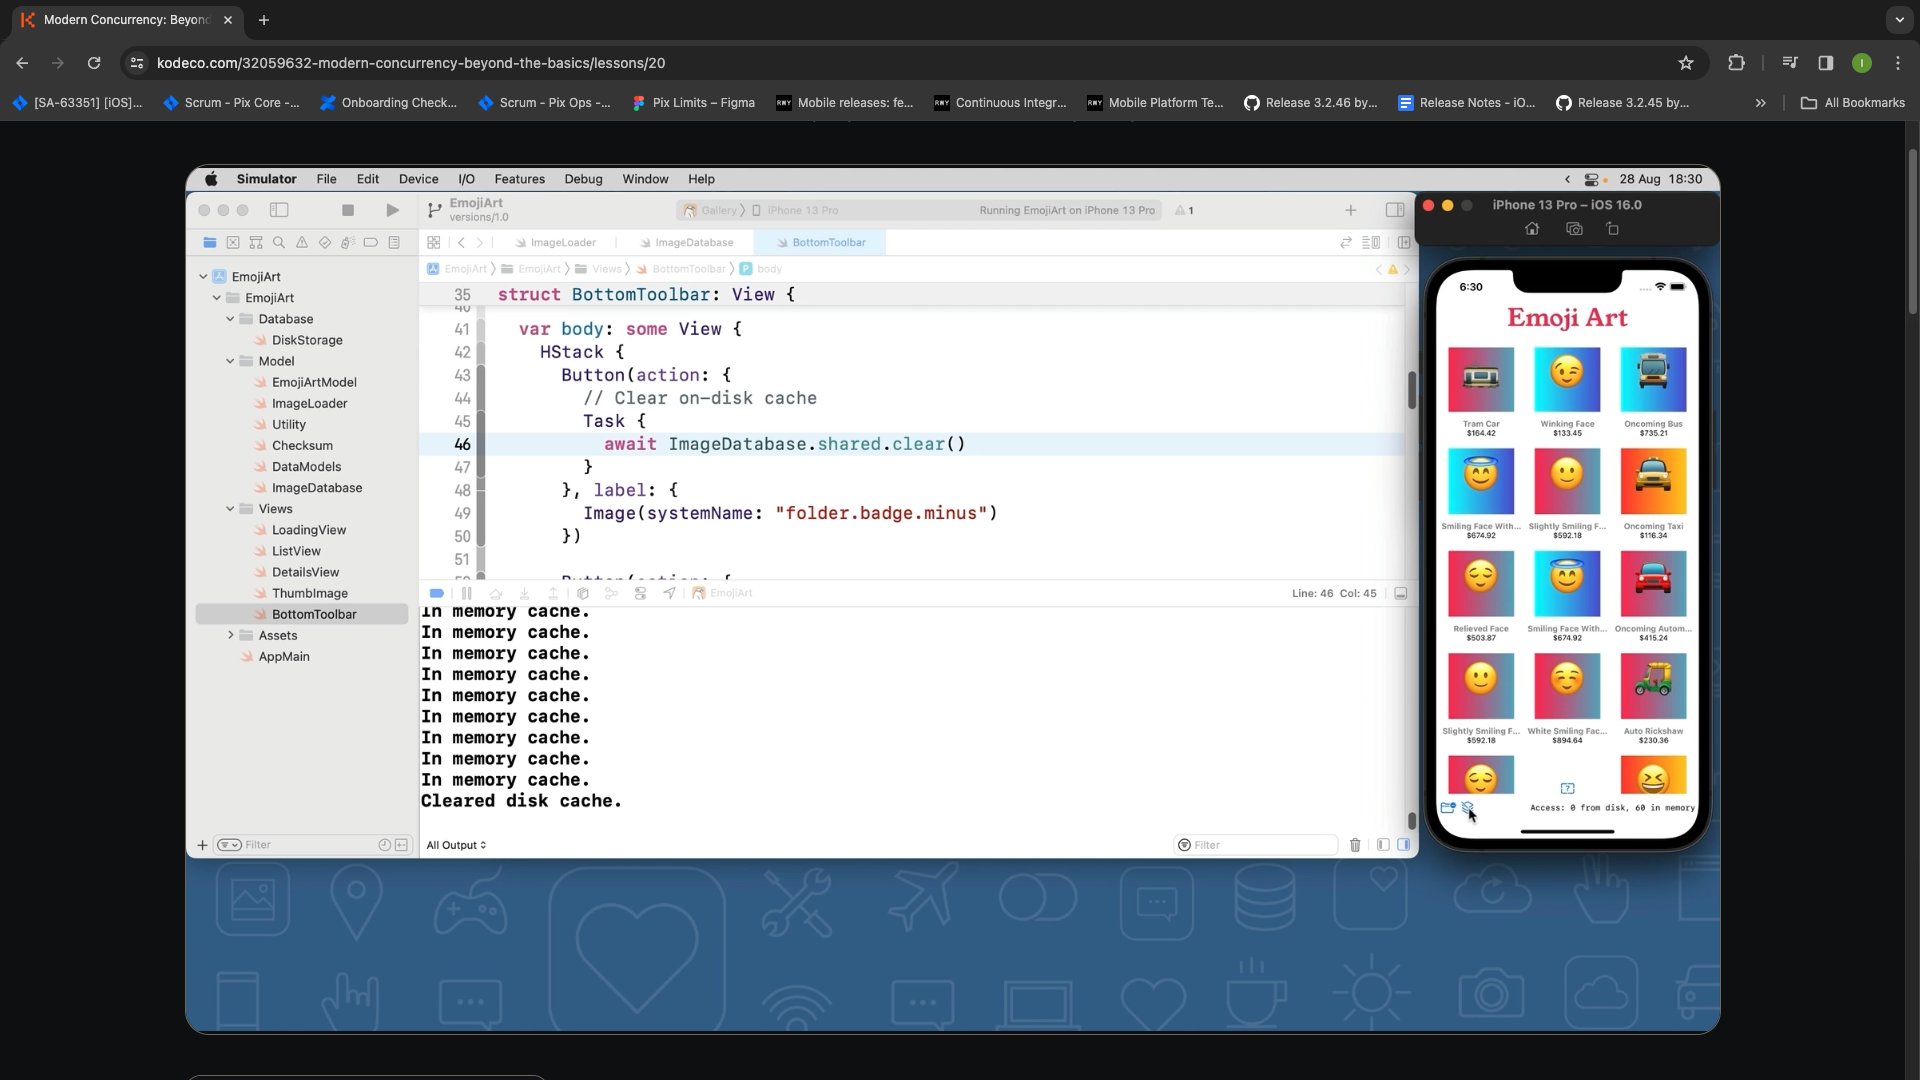 Modern Concurrency: Beyond
kodeco.com/32059632-modern-concurrency-beyond-the-basics/lessons/20
[SA-63351] [iOS]...
Scrum - Pix Core -...
Onboarding Check...
Scrum - Pix Ops -...
Pix Limits – Figma
Mobile releases: fe...
Continuous Integr...
Mobile Platform Te...
Release 3.2.46 by...
Release Notes - iO...
Release 3.2.45 by...
All Bookmarks
Simulator File Edit Device I/O Features Debug Window Help
28 Aug 18:30
EmojiArt
versions/1.0
Gallery
iPhone 13 Pro
Running EmojiArt on iPhone 13 Pro
1
ImageLoader
ImageDatabase
BottomToolbar
EmojiArt
EmojiArt
Views
BottomToolbar
body
EmojiArt
EmojiArt
Database
DiskStorage
Model
EmojiArtModel
ImageLoader
Utility
Checksum
DataModels
ImageDatabase
Views
LoadingView
ListView
DetailsView
ThumbImage
BottomToolbar
Assets
AppMain
Filter
35 struct BottomToolbar: View {
40
41 var body: some View {
42 HStack {
43 Button(action: {
44 // Clear on-disk cache
45 Task {
46 await ImageDatabase.shared.clear()
47 }
48 }, label: {
49 Image(systemName: "folder.badge.minus")
50 })
51
EmojiArt
Line: 46 Col: 45
In memory cache.
In memory cache.
In memory cache.
In memory cache.
In memory cache.
In memory cache.
In memory cache.
In memory cache.
In memory cache.
Cleared disk cache.
All Output
Filter
iPhone 13 Pro – iOS 16.0
6:30
Emoji Art
Tram Car
$164.42
Winking Face
$133.45
Oncoming Bus
$735.21
Smiling Face With...
$674.92
Slightly Smiling F...
$592.18
Oncoming Taxi
$116.34
Relieved Face
$503.87
Smiling Face With...
$674.92
Oncoming Autom...
$415.24
Slightly Smiling F...
$592.18
White Smiling Fac...
$894.64
Auto Rickshaw
$230.36
Access: 0 from disk, 60 in memory